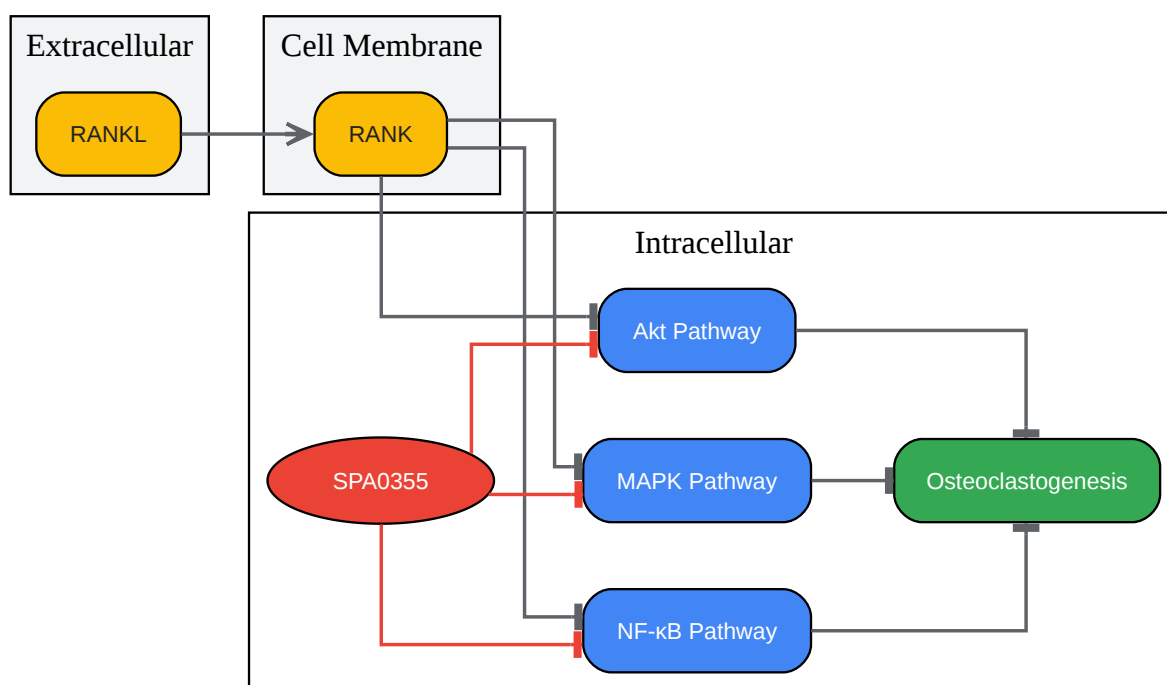 Extracellular
Cell Membrane
RANKL
RANK
Intracellular
Akt Pathway
SPA0355
MAPK Pathway
Osteoclastogenesis
NF-κB Pathway